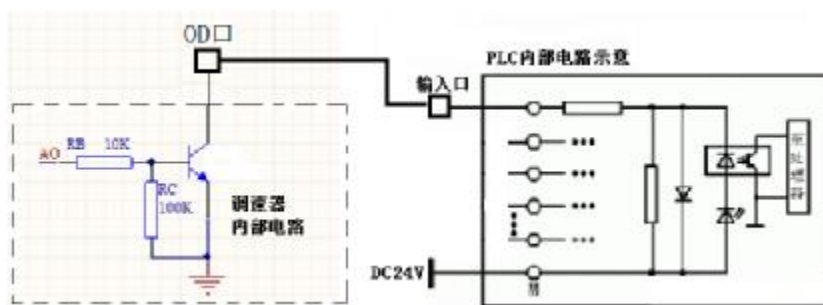 OD口
PLC内部电路示意
输入口
AO
RB 10K
RC
100K
调速器
内部电路
DC24V